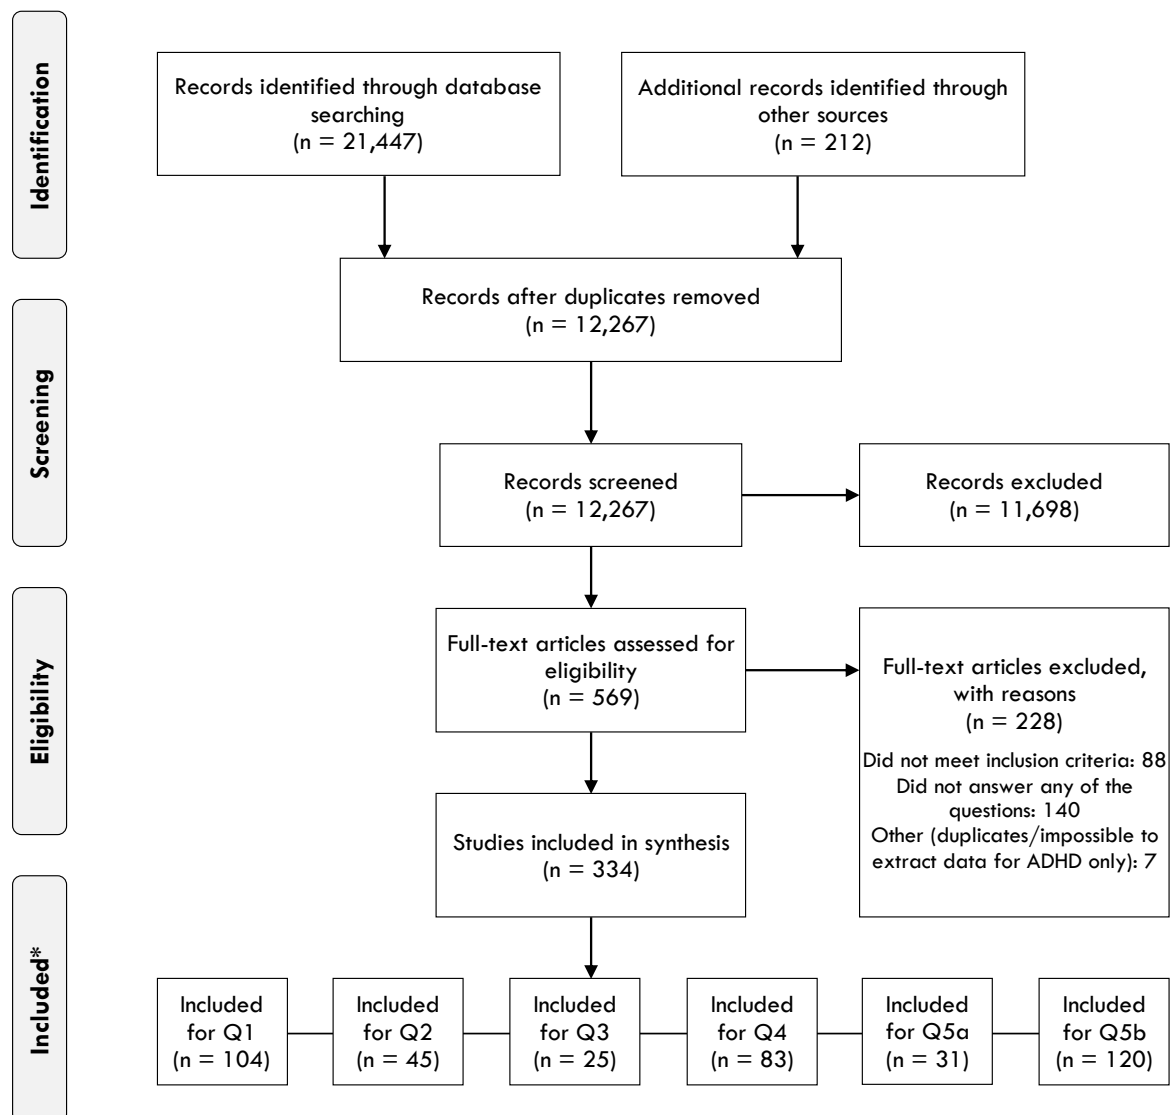 Identification
Records identified through database
searching
(n = 21,447)
Additional records identified through
other sources
(n = 212)
Records after duplicates removed
(n = 12,267)
Screening
Records screened
(n = 12,267)
Records excluded
(n = 11,698)
Eligibility
Full-text articles assessed for
eligibility
(n = 569)
Full-text articles excluded,
with reasons
(n = 228)
Did not meet inclusion criteria: 88
Did not answer any of the
questions: 140
Other (duplicates/impossible to
extract data for ADHD only): 7
Studies included in synthesis
(n = 334)
Included*
Included
for Q1
(n = 104)
Included
for Q2
(n = 45)
Included
for Q3
(n = 25)
Included
for Q4
(n = 83)
Included
for Q5a
(n = 31)
Included
for Q5b
(n = 120)